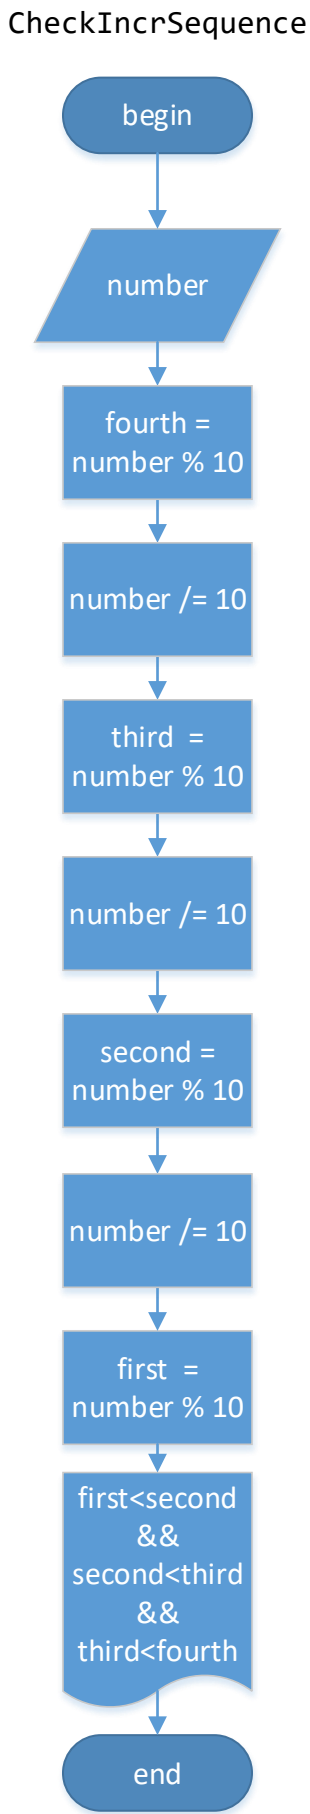 CheckIncrSequence
begin
number
fourth =
number % 10
number /= 10
third =
number % 10
number /= 10
second =
number % 10
number /= 10
first =
number % 10
first<second
&&
second<third
&&
third<fourth
end